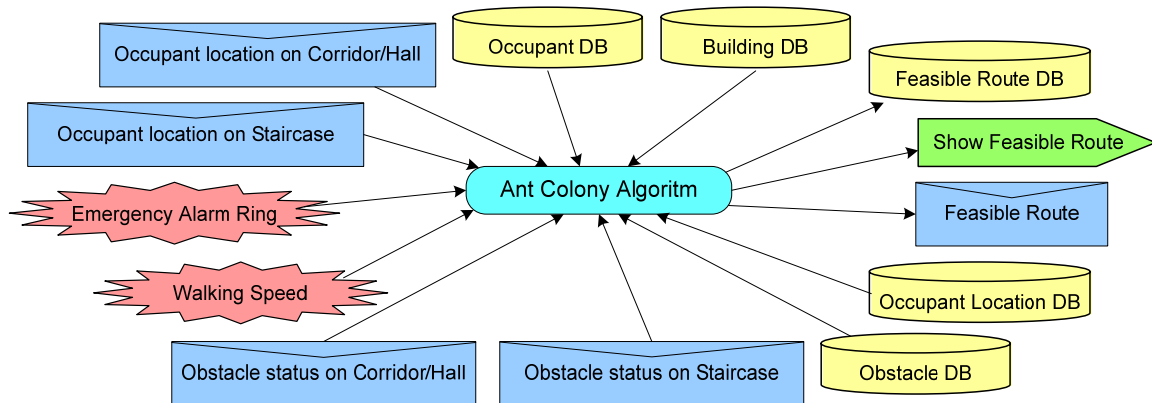 Occupant location on Corridor/Hall
Occupant DB
Building DB
Feasible Route DB
Occupant location on Staircase
Show Feasible Route
Ant Colony Algoritm
Emergency Alarm Ring
Feasible Route
Walking Speed
Occupant Location DB
Obstacle status on Corridor/Hall
Obstacle status on Staircase
Obstacle DB